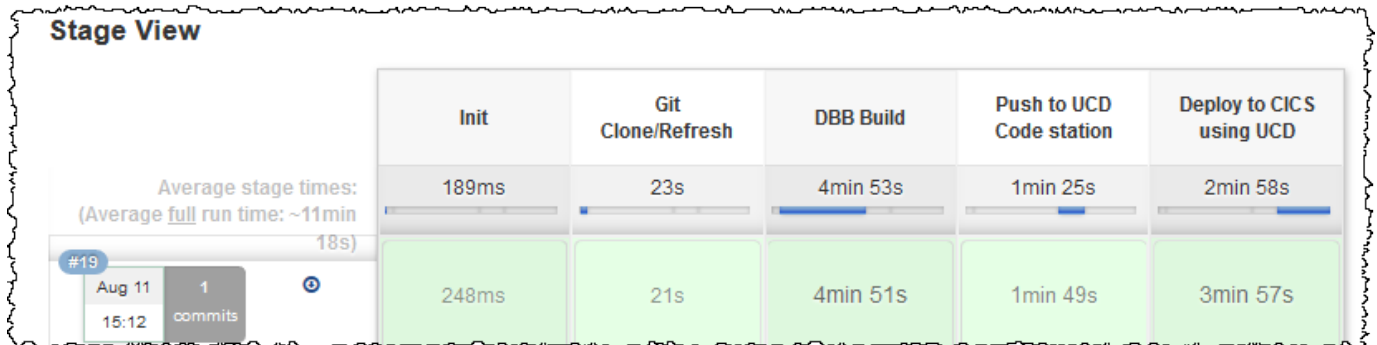 Stage View
Init
Git
Clone/Refresh
DBB Build
Push to UCD
Code station
Deploy to CICS
using UCD
Average stage times:
(Average full run time: ~11min
18s)
189ms
23s
4min 53s
1min 25s
2min 58s
#19
Aug 11
15:12
1
commits
248ms
21s
4min 51s
1min 49s
3min 57s